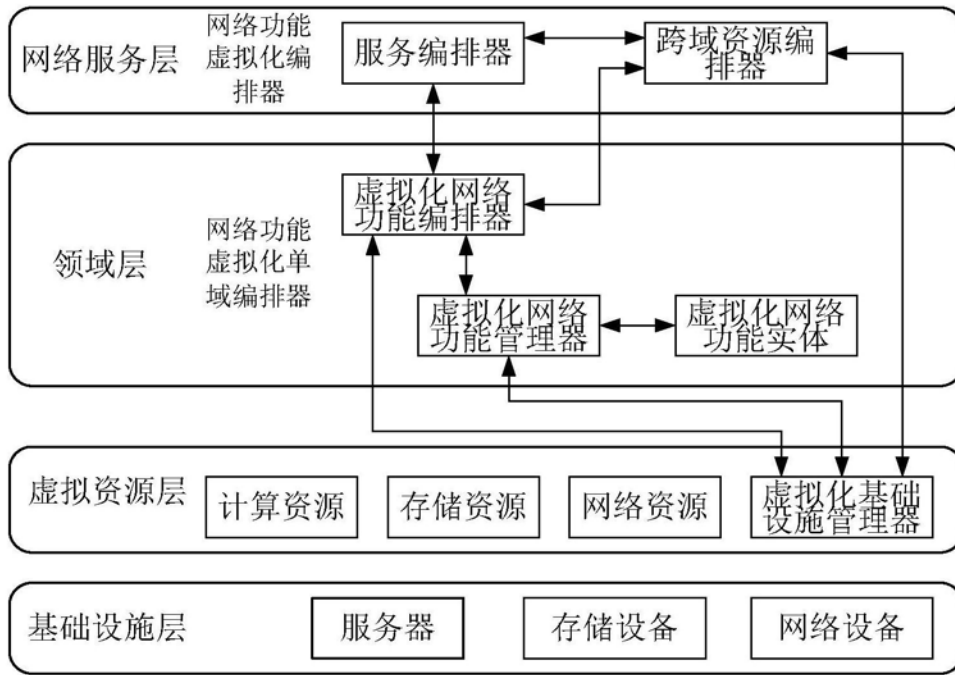 网络服务层
网络功能
虚拟化编
排器
服务编排器
跨域资源编
排器
领域层
网络功能
虚拟化单
域编排器
虚拟化网络
功能编排器
虚拟化网络
功能管理器
虚拟化网络
功能实体
虚拟资源层
计算资源
存储资源
网络资源
虚拟化基础
设施管理器
基础设施层
服务器
存储设备
网络设备